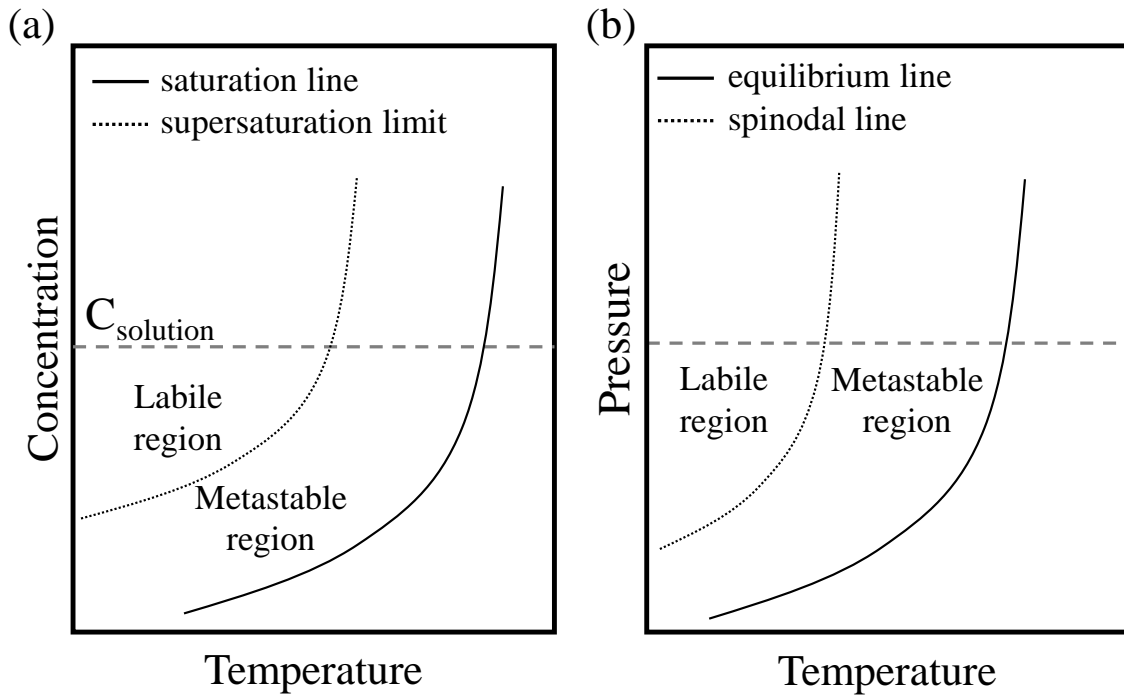 (a)
saturation line
supersaturation limit
Concentration
C_solution
Labile
region
Metastable
region
Temperature
(b)
equilibrium line
spinodal line
Pressure
Labile
region
Metastable
region
Temperature